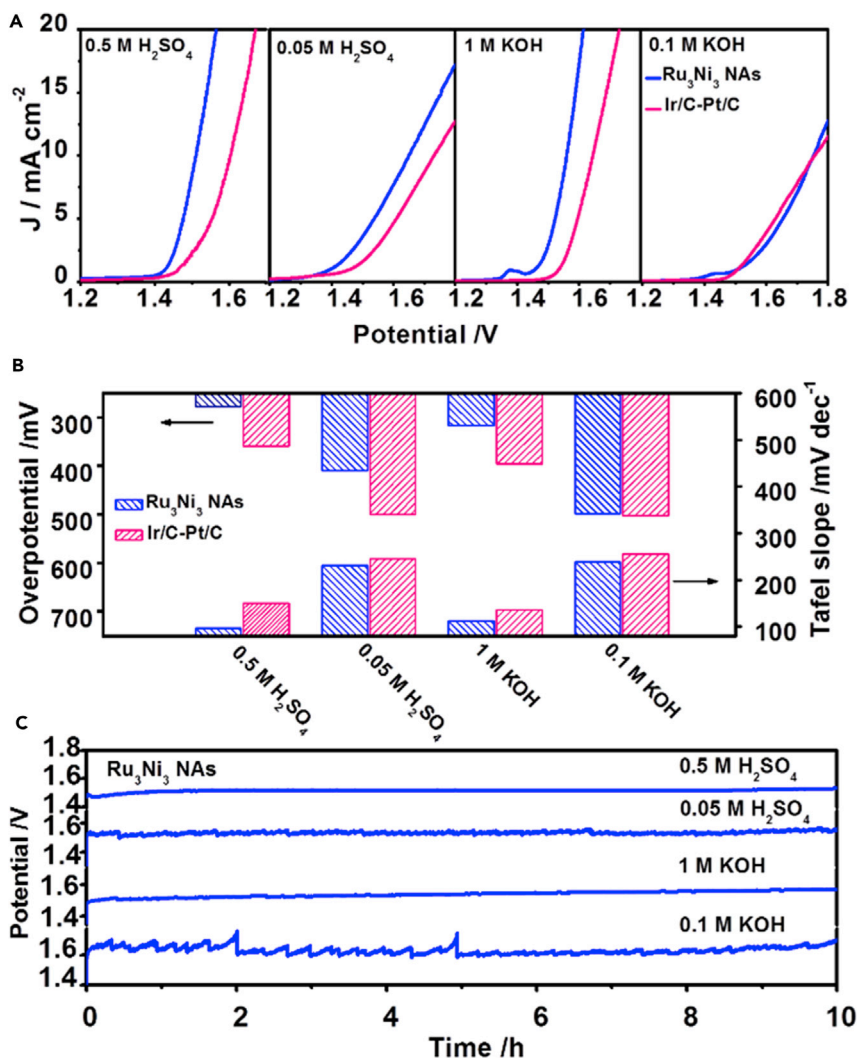 A
20
15
10
5
0
J / mA cm⁻²
0.5 M H₂SO₄
0.05 M H₂SO₄
1 M KOH
0.1 M KOH
Ru₃Ni₃ NAs
Ir/C-Pt/C
1.2 1.4 1.6 1.2 1.4 1.6 1.2 1.4 1.6 1.2 1.4 1.6 1.8
Potential /V
B
300
400
500
600
700
Overpotential /mV
Ru₃Ni₃ NAs
Ir/C-Pt/C
600
500
400
300
200
100
Tafel slope /mV dec⁻¹
0.5 M H₂SO₄
0.05 M H₂SO₄
1 M KOH
0.1 M KOH
C
1.8
1.6
1.4
1.6
1.4
1.6
1.4
1.6
1.4
Potential /V
Ru₃Ni₃ NAs
0.5 M H₂SO₄
0.05 M H₂SO₄
1 M KOH
0.1 M KOH
0 2 4 6 8 10
Time /h